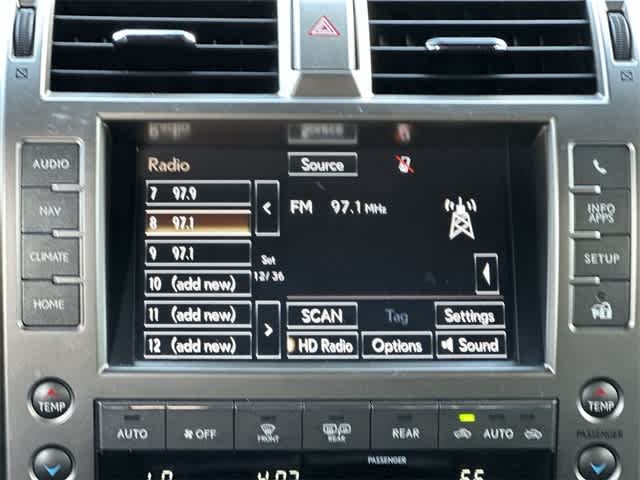 Radio
Source
7 97.9
8 97.1
9 97.1
10 (add new)
11 (add new)
12 (add new)
Set
12/36
FM 97.1 MHz
SCAN
Tag
Settings
HD Radio
Options
Sound
AUDIO
NAV
CLIMATE
HOME
INFO
APPS
SETUP
TEMP
TEMP
PASSENGER
AUTO
OFF
FRONT
REAR
REAR
AUTO
PASSENGER